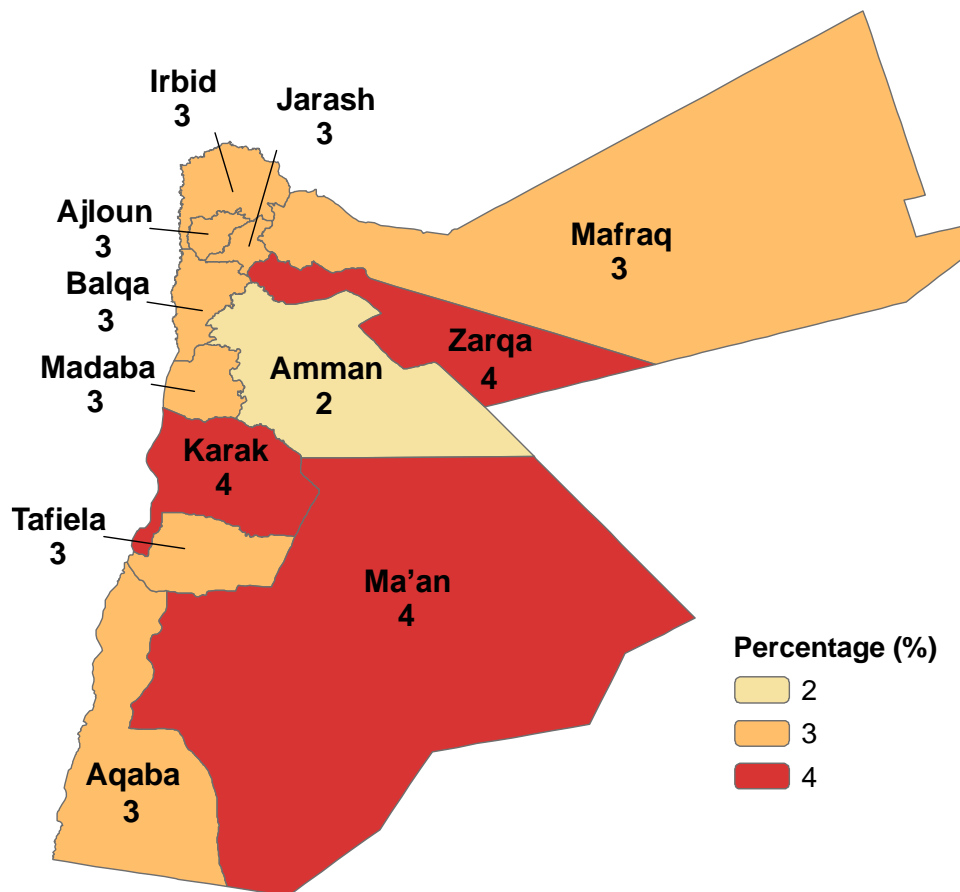 Irbid
3
Jarash
3
Ajloun
3
Mafraq
3
Balqa
3
Zarqa
4
Madaba
3
Amman
2
Karak
4
Tafiela
3
Ma’an
4
Percentage (%)
2
3
4
Aqaba
3